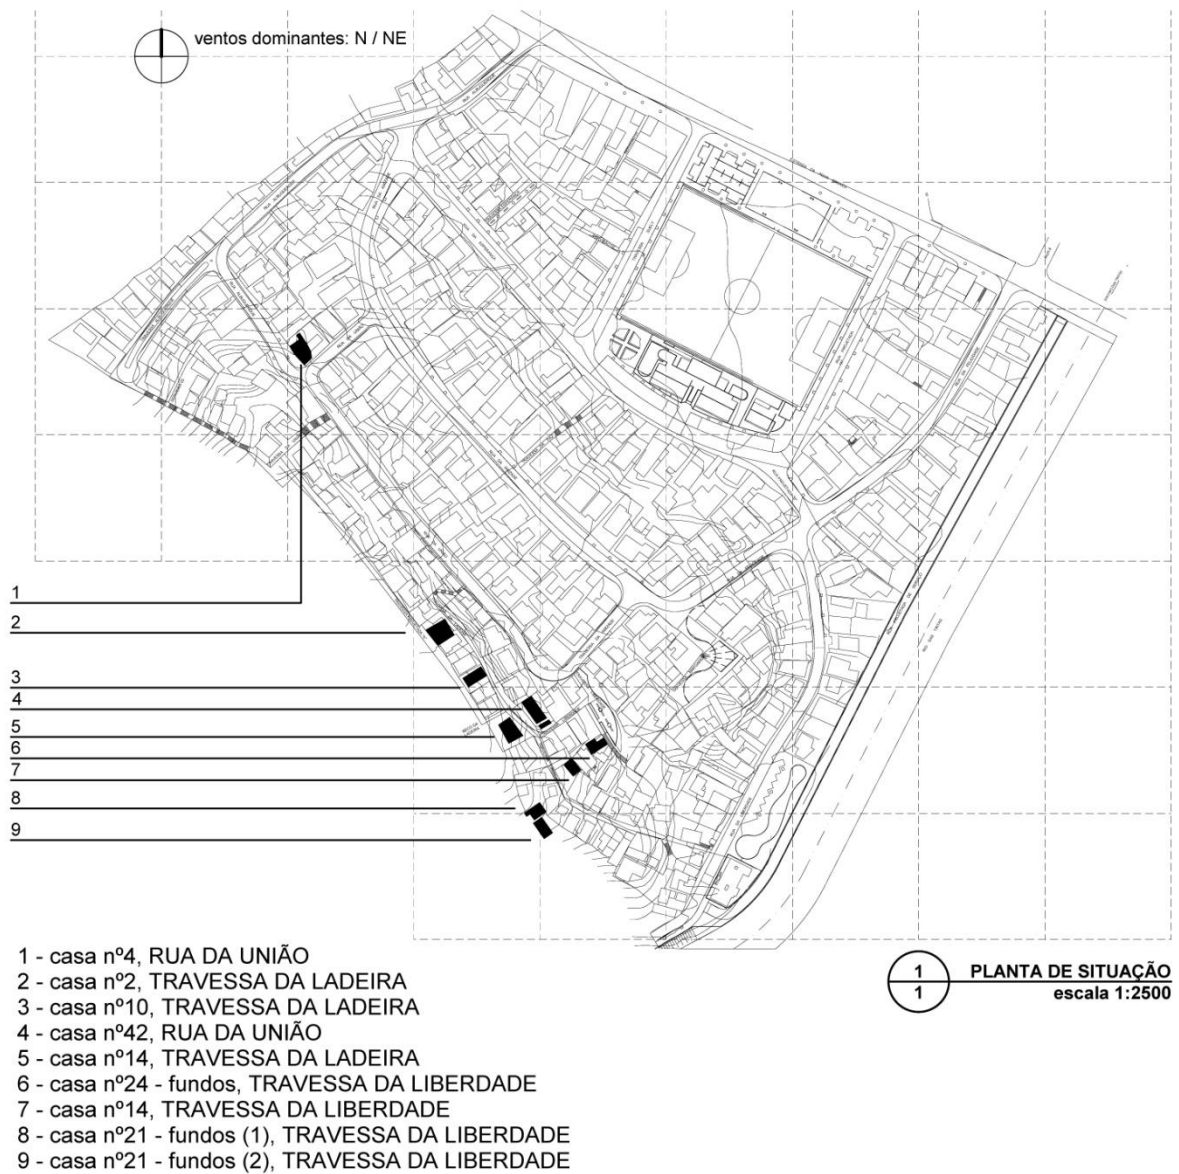 ventos dominantes: N / NE
1
2
3
4
5
6
7
8
9
1 - casa nº4, RUA DA UNIÃO
2 - casa nº2, TRAVESSA DA LADEIRA
3 - casa nº10, TRAVESSA DA LADEIRA
4 - casa nº42, RUA DA UNIÃO
5 - casa nº14, TRAVESSA DA LADEIRA
6 - casa nº24 - fundos, TRAVESSA DA LIBERDADE
7 - casa nº14, TRAVESSA DA LIBERDADE
8 - casa nº21 - fundos (1), TRAVESSA DA LIBERDADE
9 - casa nº21 - fundos (2), TRAVESSA DA LIBERDADE
1
1
PLANTA DE SITUAÇÃO
escala 1:2500